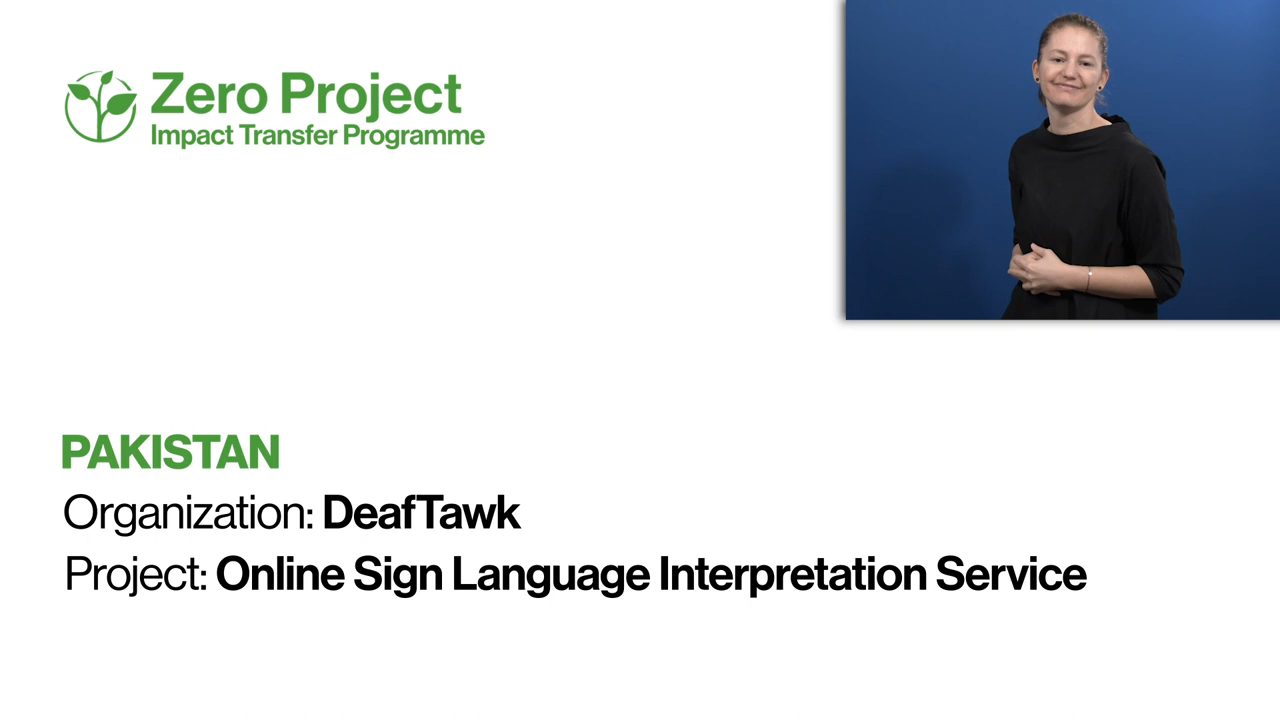 Zero Project
Impact Transfer Programme
PAKISTAN
Organization: DeafTawk
Project: Online Sign Language Interpretation Service